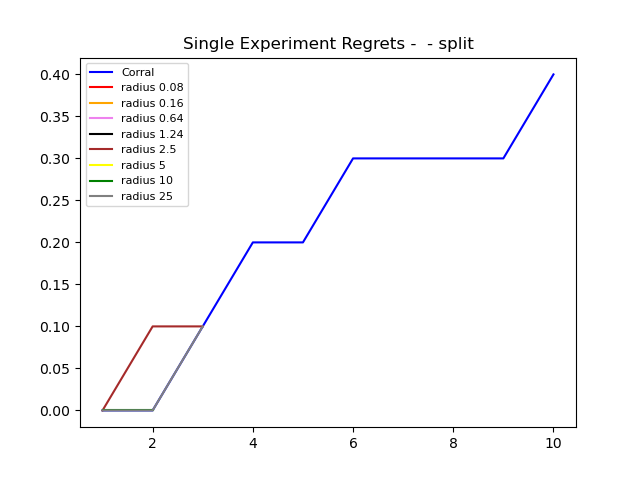 Single Experiment Regrets -  - split
0.40
0.35
0.30
0.25
0.20
0.15
0.10
0.05
0.00
Corral
radius 0.08
radius 0.16
radius 0.64
radius 1.24
radius 2.5
radius 5
radius 10
radius 25
2
4
6
8
10